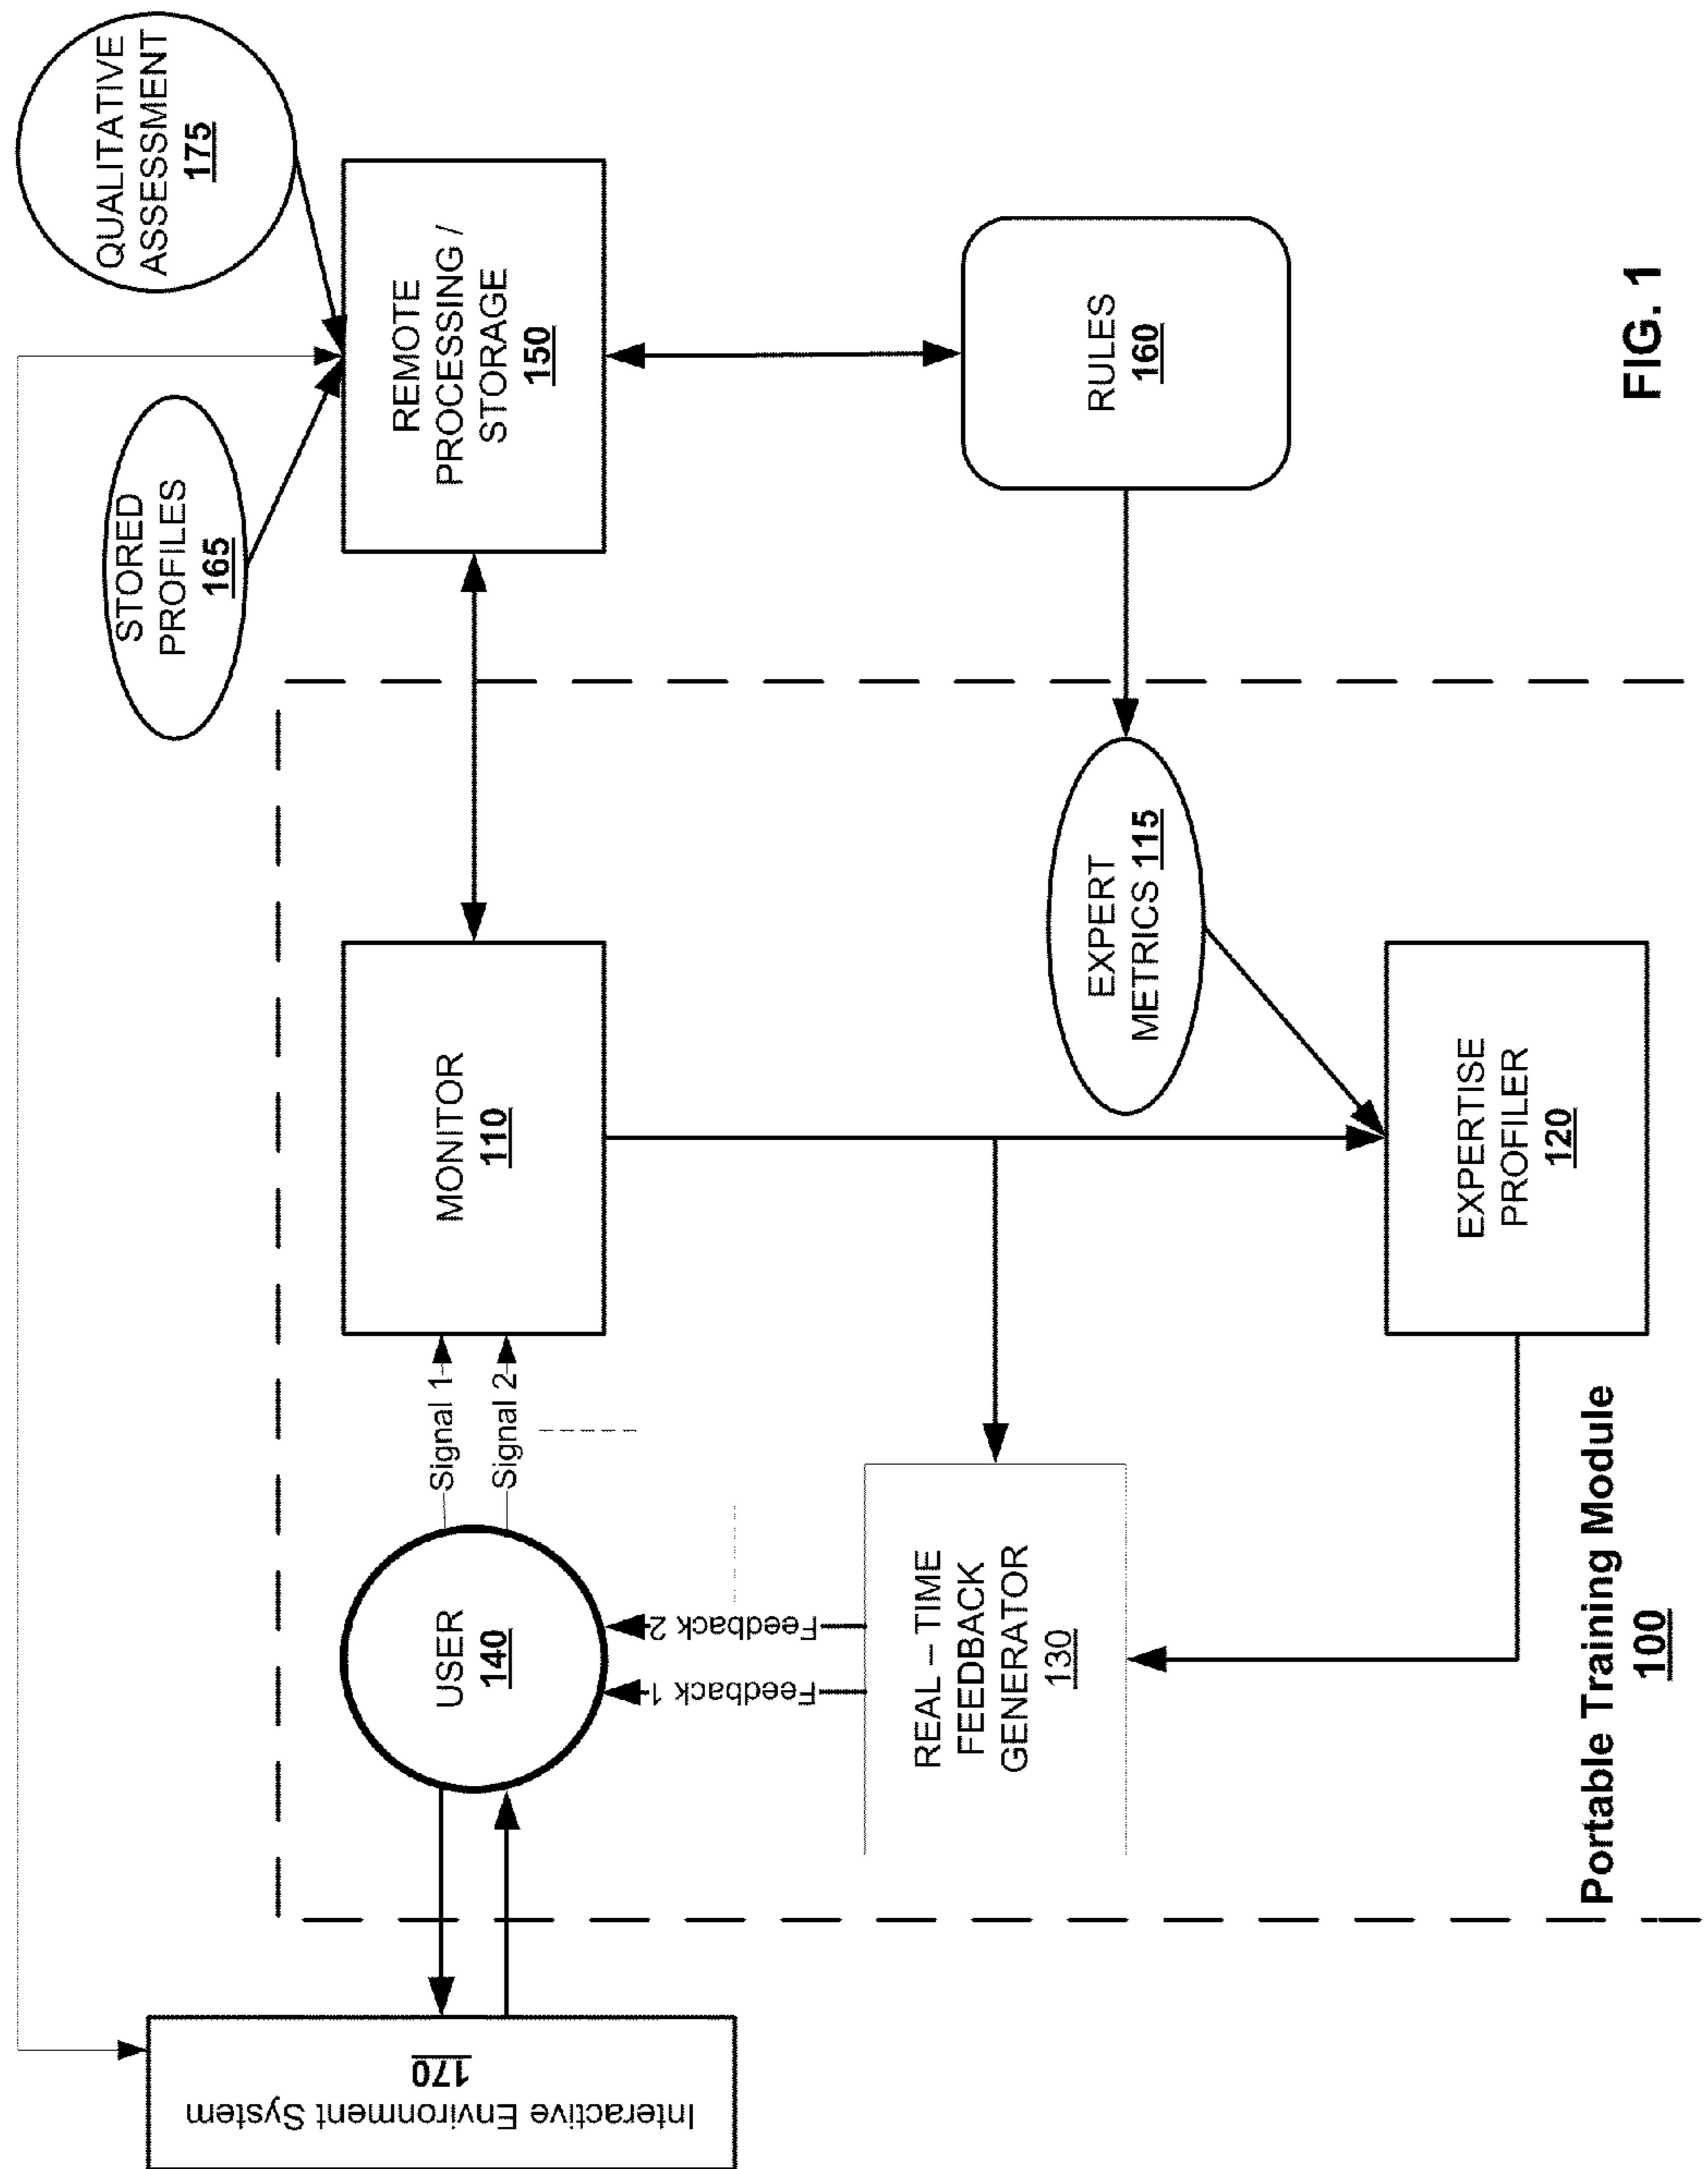 QUALITATIVE
ASSESSMENT
175
STORED
PROFILES
165
REMOTE
PROCESSING /
STORAGE
150
RULES
160
MONITOR
110
EXPERT
METRICS 115
EXPERTISE
PROFILER
120
Signal 1
Signal 2
USER
140
Feedback 1
Feedback 2
REAL – TIME
FEEDBACK
GENERATOR
130
Interactive Environment System
170
Portable Training Module
100
FIG. 1